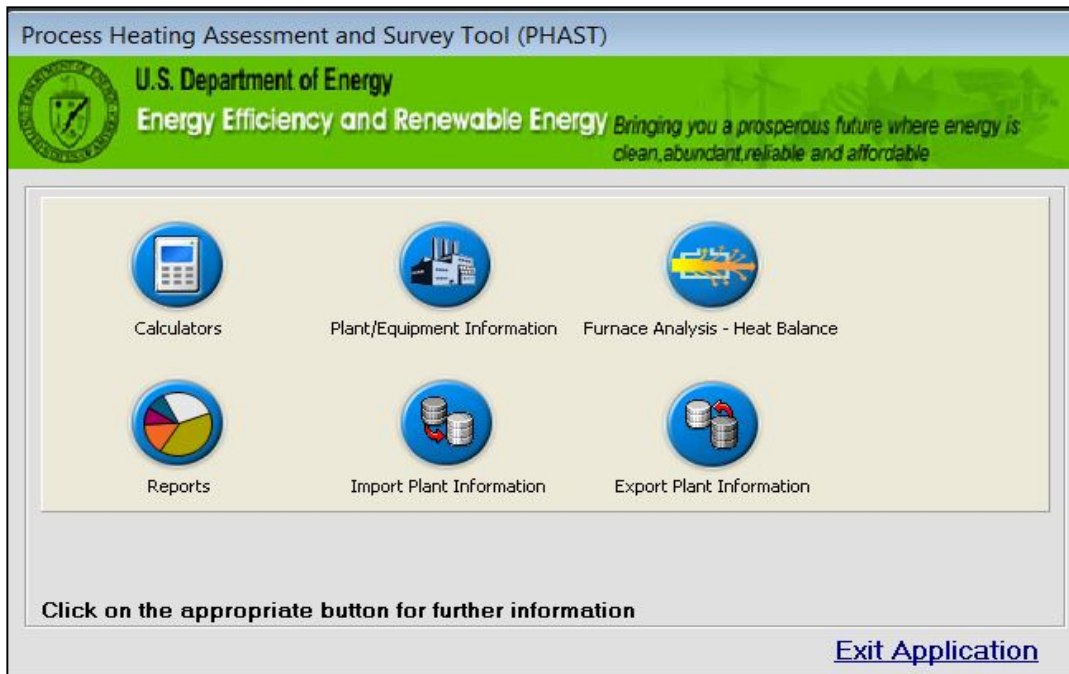 Process Heating Assessment and Survey Tool (PHAST)
U.S. Department of Energy
Energy Efficiency and Renewable Energy
Bringing you a prosperous future where energy is
clean,abundant,reliable and affordable
Calculators
Plant/Equipment Information
Furnace Analysis - Heat Balance
Reports
Import Plant Information
Export Plant Information
Click on the appropriate button for further information
Exit Application